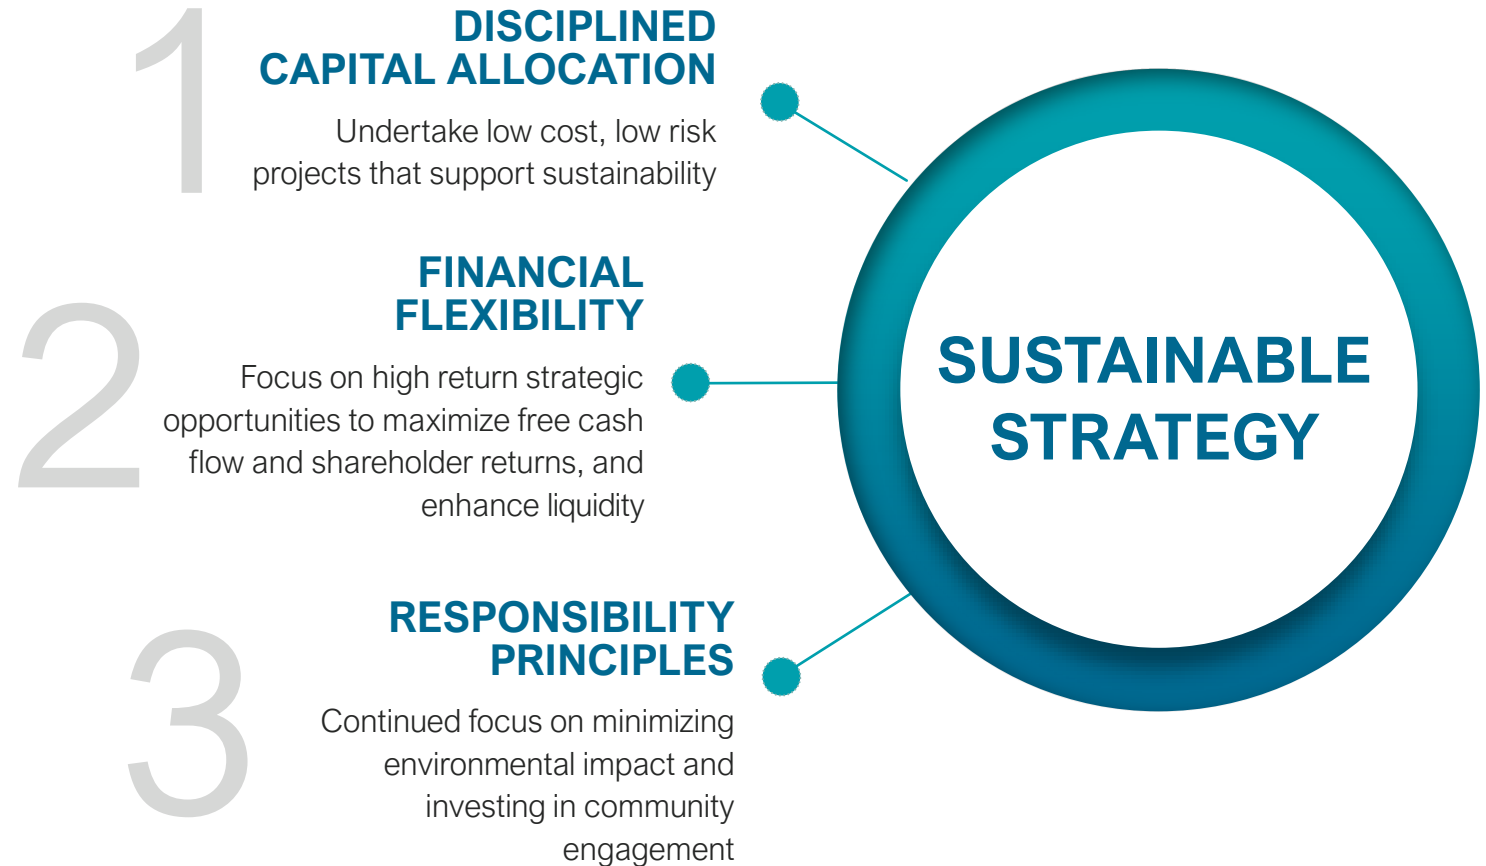 1
DISCIPLINED
CAPITAL ALLOCATION
Undertake low cost, low risk
projects that support sustainability
2
FINANCIAL
FLEXIBILITY
Focus on high return strategic
opportunities to maximize free cash
flow and shareholder returns, and
enhance liquidity
3
RESPONSIBILITY
PRINCIPLES
Continued focus on minimizing
environmental impact and
investing in community
engagement
SUSTAINABLE
STRATEGY